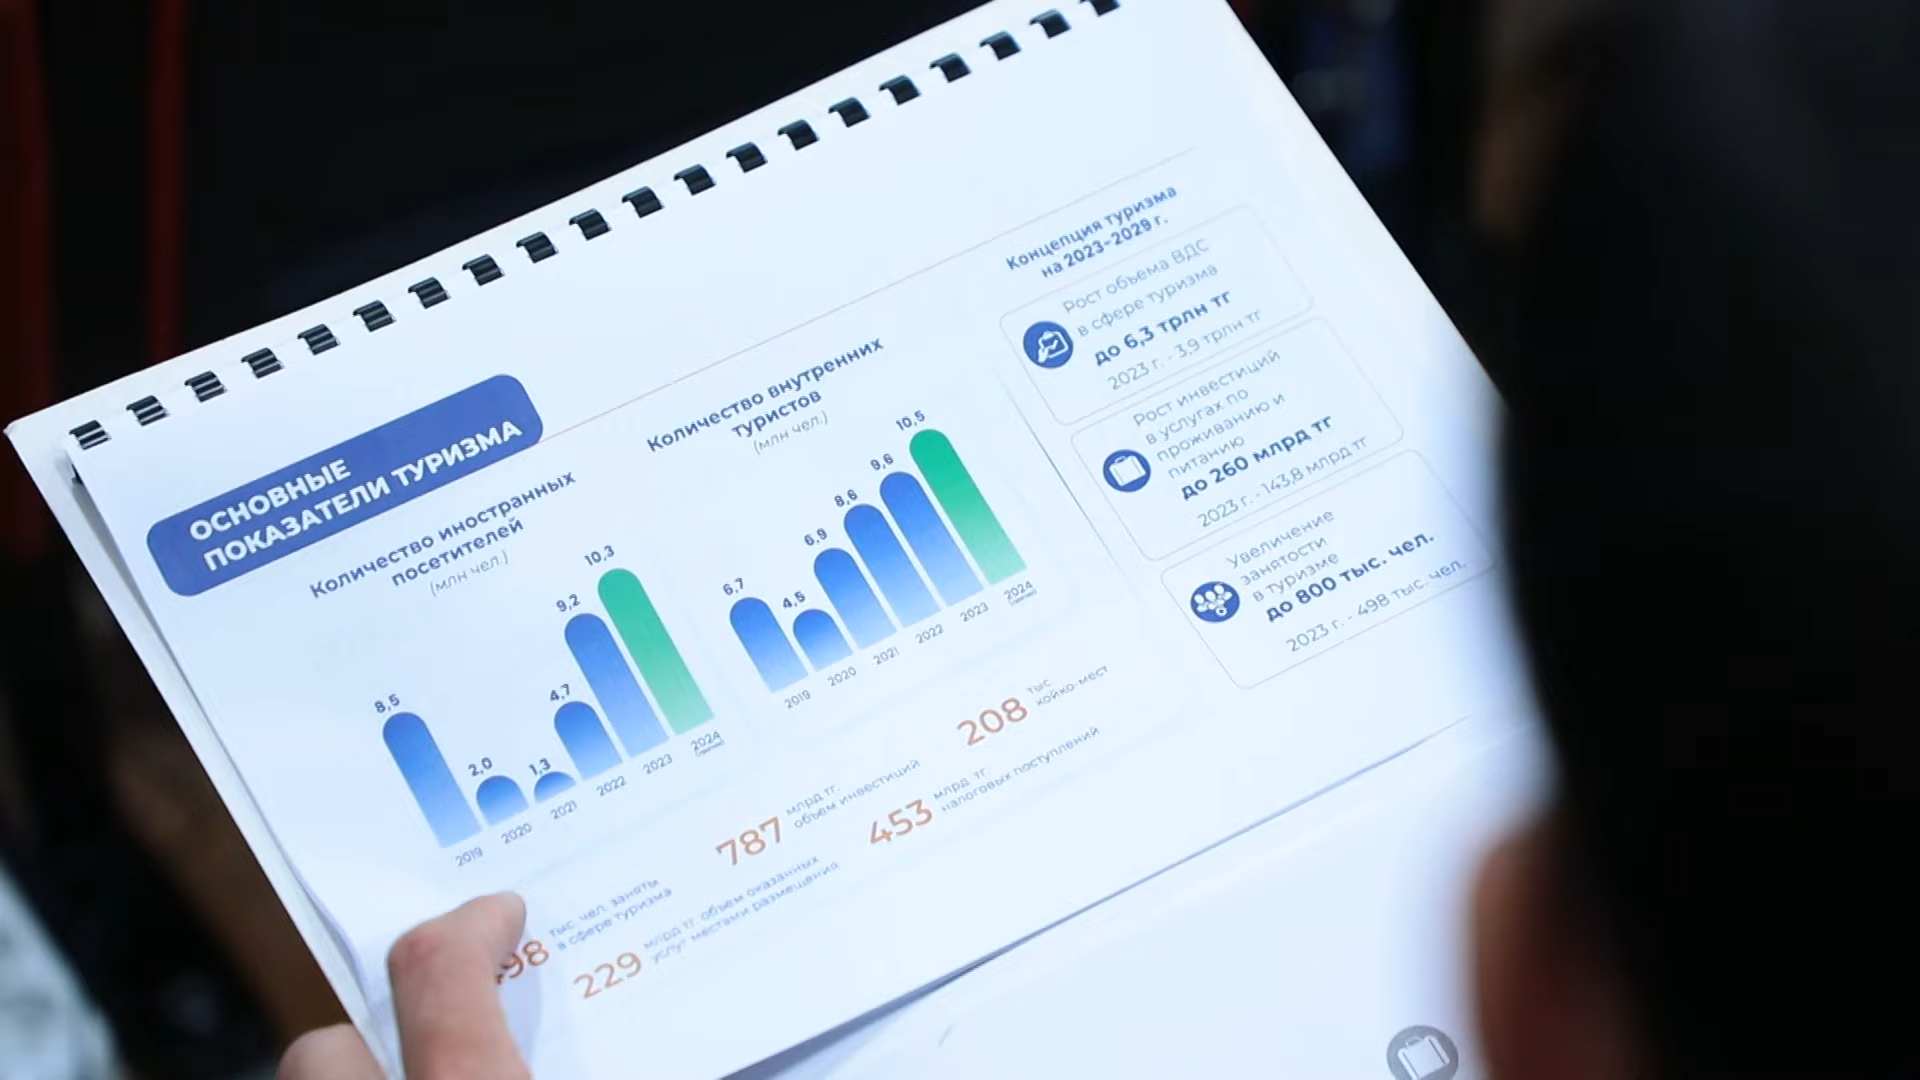 ОСНОВНЫЕ
ПОКАЗАТЕЛИ ТУРИЗМА
Количество иностранных
посетителей
(млн чел.)
8,5
2,0
1,3
4,7
9,2
10,3
2019
2020
2021
2022
2023
2024
Количество внутренних
туристов
(млн чел.)
6,7
4,5
6,9
8,6
9,6
10,5
2019
2020
2021
2022
2023
2024
Концепция туризма
на 2023-2029 г.
Рост объема ВДС
в сфере туризма
до 6,3 трлн тг
2023 г. - 3,9 трлн тг
Рост инвестиций
в услугах по
проживанию и
питанию
до 260 млрд тг
2023 г. - 143,8 млрд тг
Увеличение
занятости
в туризме
до 800 тыс. чел.
2023 г. - 498 тыс. чел.
98
тыс. чел. заняты
в сфере туризма
787
млрд тг.
объем инвестиций
208
тыс
койко-мест
229
млрд тг. объем оказанных
услуг местами размещения
453
млрд. тг.
налоговых поступлений